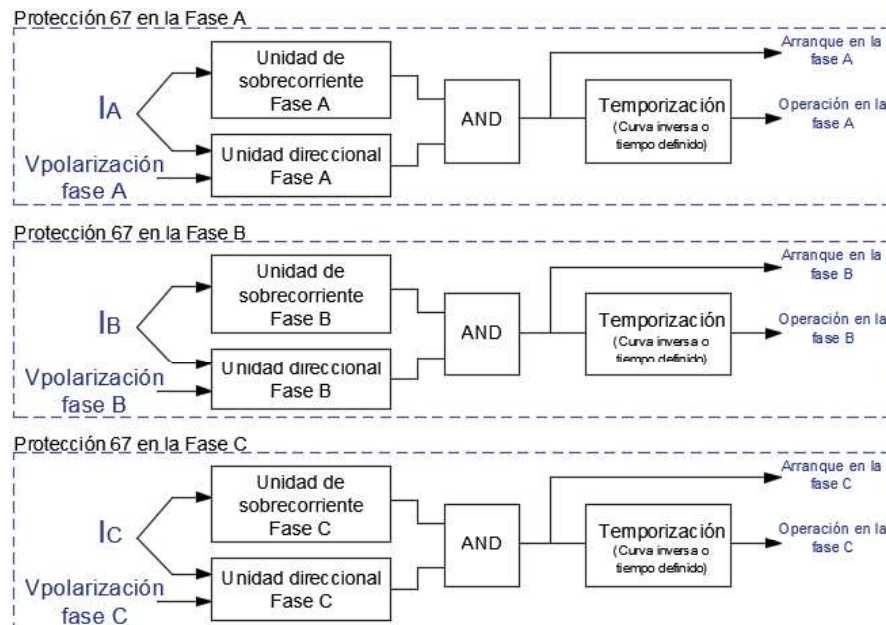 Protección 67 en la Fase A
Unidad de
sobrecorriente
Fase A
IA
Unidad direccional
Fase A
Vpolarización
fase A
AND
Temporización
(Curva inversa o
tiempo definido)
Arranque en la
fase A
Operación en la
fase A
Protección 67 en la Fase B
Unidad de
sobrecorriente
Fase B
IB
Unidad direccional
Fase B
Vpolarización
fase B
AND
Temporización
(Curva inversa o
tiempo definido)
Arranque en la
fase B
Operación en la
fase B
Protección 67 en la Fase C
Unidad de
sobrecorriente
Fase C
IC
Unidad direccional
Fase C
Vpolarización
fase C
AND
Temporización
(Curva inversa o
tiempo definido)
Arranque en la
fase C
Operación en la
fase C